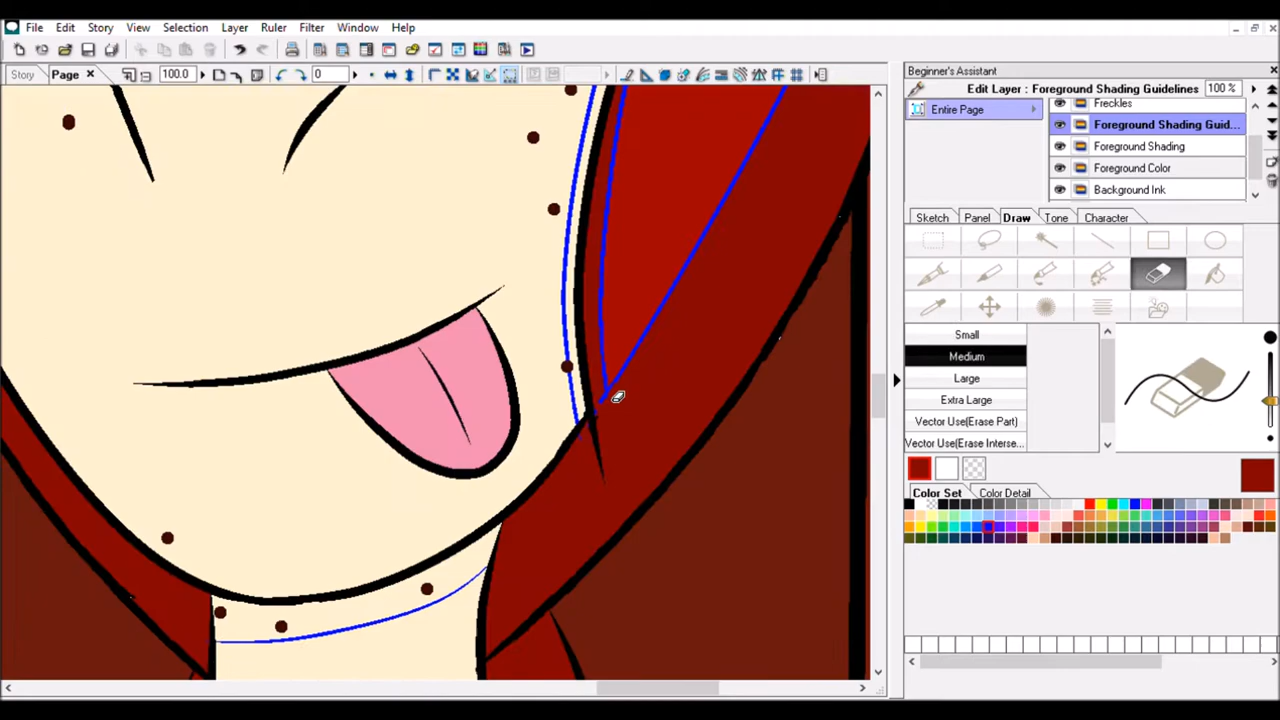 File Edit Story View Selection Layer Ruler Filter Window Help
Story Page 100.0 0
Beginner's Assistant
Edit Layer : Foreground Shading Guidelines 100 %
Entire Page
Freckles
Foreground Shading Guid...
Foreground Shading
Foreground Color
Background Ink
Sketch Panel Draw Tone Character
Small
Medium
Large
Extra Large
Vector Use(Erase Part)
Vector Use(Erase Interse...
Color Set Color Detail